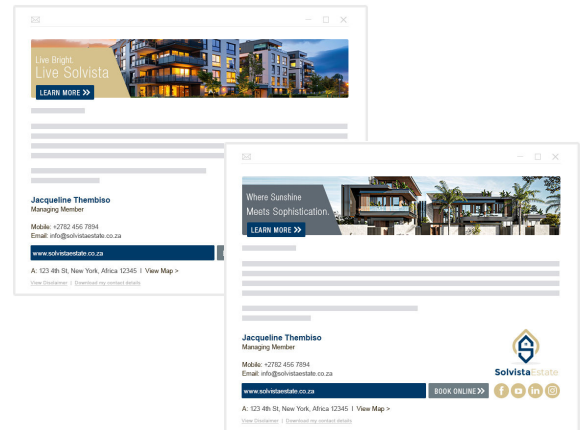 Live Bright.
Live Solvista
LEARN MORE >>
Jacqueline Thembiso
Managing Member
Mobile: +2782 456 7894
Email: info@solvistaestate.co.za
www.solvistaestate.co.za
A: 123 4th St, New York, Africa 12345 I View Map >
View Disclaimer | Download my contact details
Where Sunshine
Meets Sophistication.
LEARN MORE >>
Jacqueline Thembiso
Managing Member
Mobile: +2782 456 7894
Email: info@solvistaestate.co.za
SolvistaEstate
www.solvistaestate.co.za
BOOK ONLINE >>
A: 123 4th St, New York, Africa 12345 I View Map >
View Disclaimer | Download my contact details